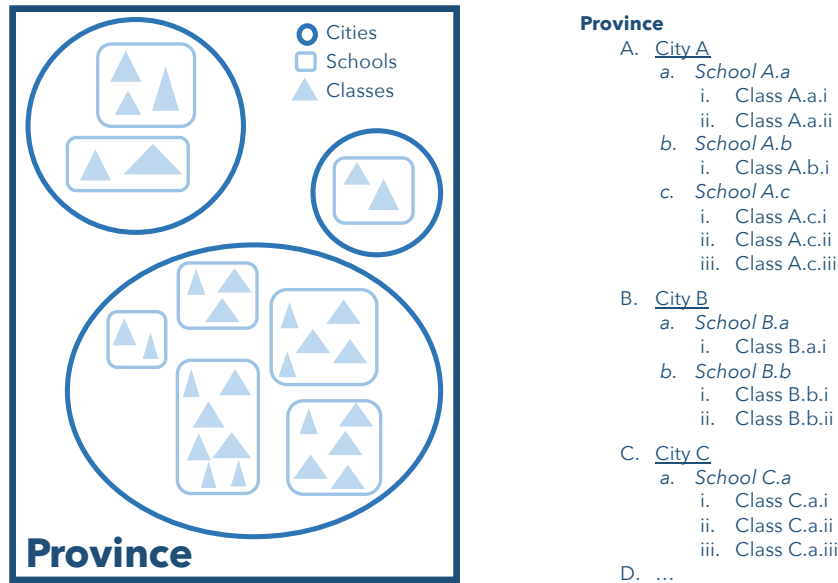 Cities
Schools
Classes
Province
Province
A. City A
a. School A.a
i. Class A.a.i
ii. Class A.a.ii
b. School A.b
i. Class A.b.i
c. School A.c
i. Class A.c.i
ii. Class A.c.ii
iii. Class A.c.iii
B. City B
a. School B.a
i. Class B.a.i
b. School B.b
i. Class B.b.i
ii. Class B.b.ii
C. City C
a. School C.a
i. Class C.a.i
ii. Class C.a.ii
iii. Class C.a.iii
D. ...